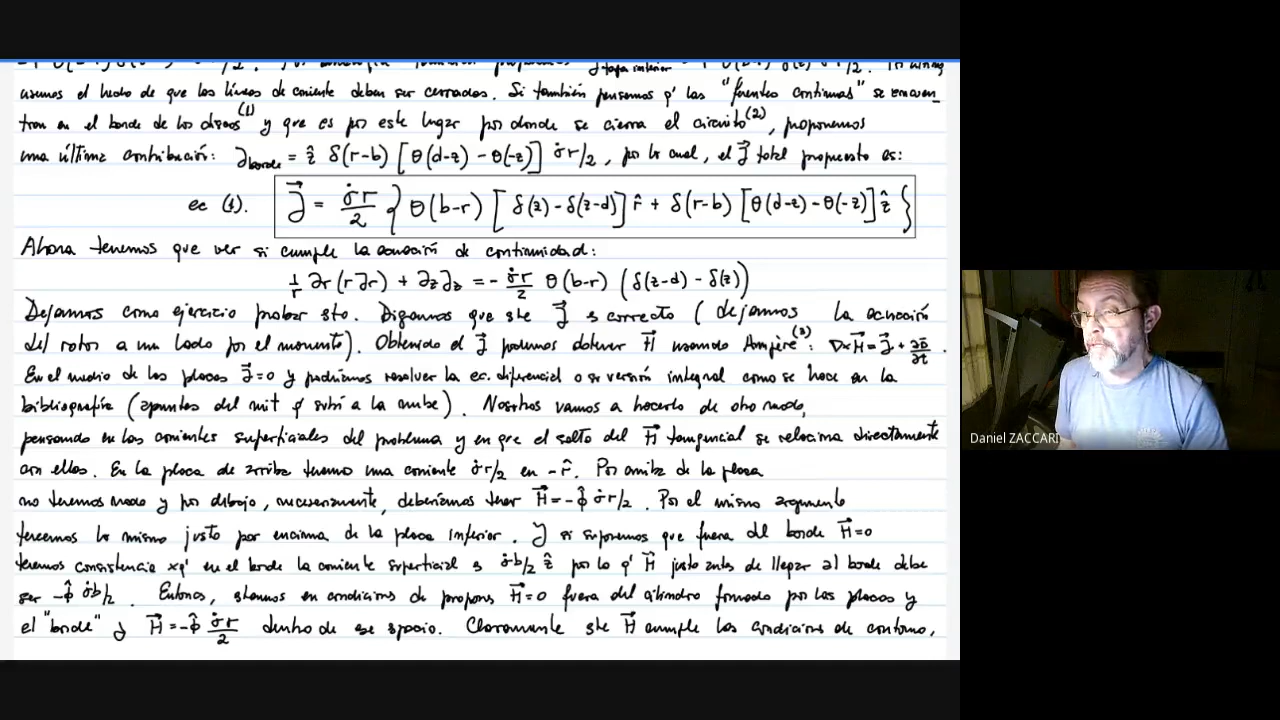 usamos el hecho de que las líneas de corriente deben ser cerradas. Si también pensamos q' las "fuentes continuas" se encuen-
tran en el borde de los discos⁽¹⁾ y que es por este lugar por donde se cierra el circuito⁽²⁾, proponemos
una última contribución: J_borde = ẑ δ(r-b) [θ(d-z) - θ(-z)] σ̇r/2, por lo cual, el J⃗ total propuesto es:
ec (1). J⃗ = σ̇r/2 { θ(b-r) [δ(z) - δ(z-d)] r̂ + δ(r-b) [θ(d-z) - θ(-z)] ẑ }
Ahora tenemos que ver si cumple la ecuación de continuidad:
1/r ∂r (r Jr) + ∂z Jz = - σ̇r/2 θ(b-r) (δ(z-d) - δ(z))
Dejamos como ejercicio probar sto. Digamos que ste J⃗ s correcto (dejamos la ecuación
del rotor a un lado por el momento). Obtenido el J⃗ podemos obtener H⃗ usando Ampère⁽³⁾: ∇×H⃗ = J⃗ + ∂D̄/∂t.
En el medio de las placas J⃗=0 y podríamos resolver la ec. diferencial o su versión integral como se hace en la
bibliografía (apuntes del mit q' subí a la nube). Nosotros vamos a hacerlo de otro modo,
pensando en las corrientes superficiales del problema y en que el salto del H⃗ tangencial se relaciona directamente
con ellas. En la placa de arriba tenemos una corriente σ̇r/2 en -r̂. Por arriba de la placa
no tenemos nada y por debajo, necesariamente, deberíamos tener H⃗ = -φ̂ σ̇r/2. Por el mismo argumento
tenemos lo mismo justo por encima de la placa inferior. Y si suponemos que fuera del borde H⃗=0
tenemos consistencia xq' en el borde la corriente superficial s σ̇b/2 ẑ por lo q' H⃗ justo antes de llegar al borde debe
ser -φ̂ σ̇b/2. Entonces, stamos en condiciones de proponer H⃗=0 fuera del cilindro formado por las placas y
el "borde" y H⃗ = -φ̂ σ̇r/2 dentro de ese spacio. Claramente ste H⃗ cumple las condiciones de contorno,
Daniel ZACCARI